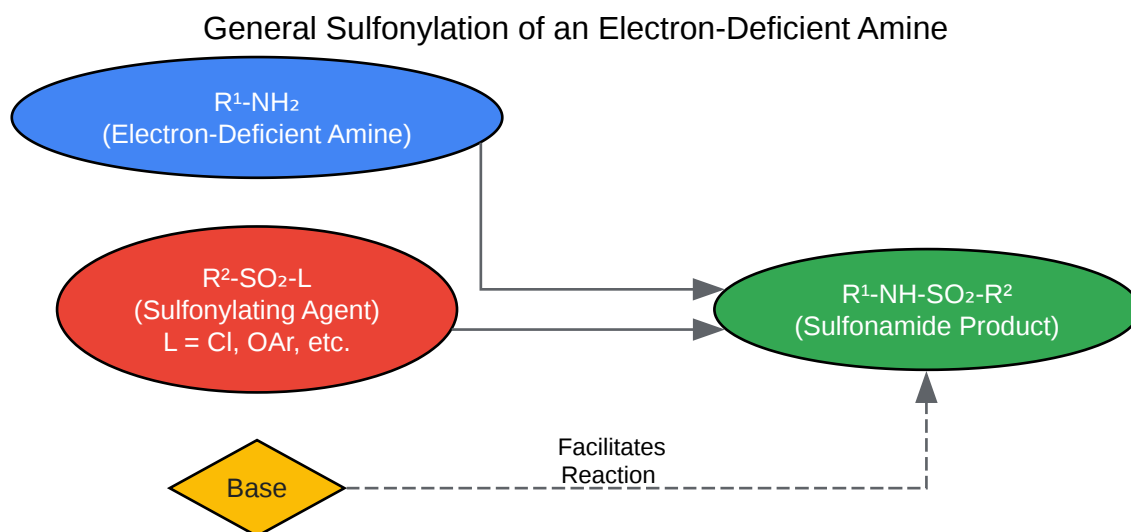 General Sulfonylation of an Electron-Deficient Amine
R¹-NH₂
(Electron-Deficient Amine)
R²-SO₂-L
(Sulfonylating Agent)
L = Cl, OAr, etc.
R¹-NH-SO₂-R²
(Sulfonamide Product)
Base
Facilitates
Reaction